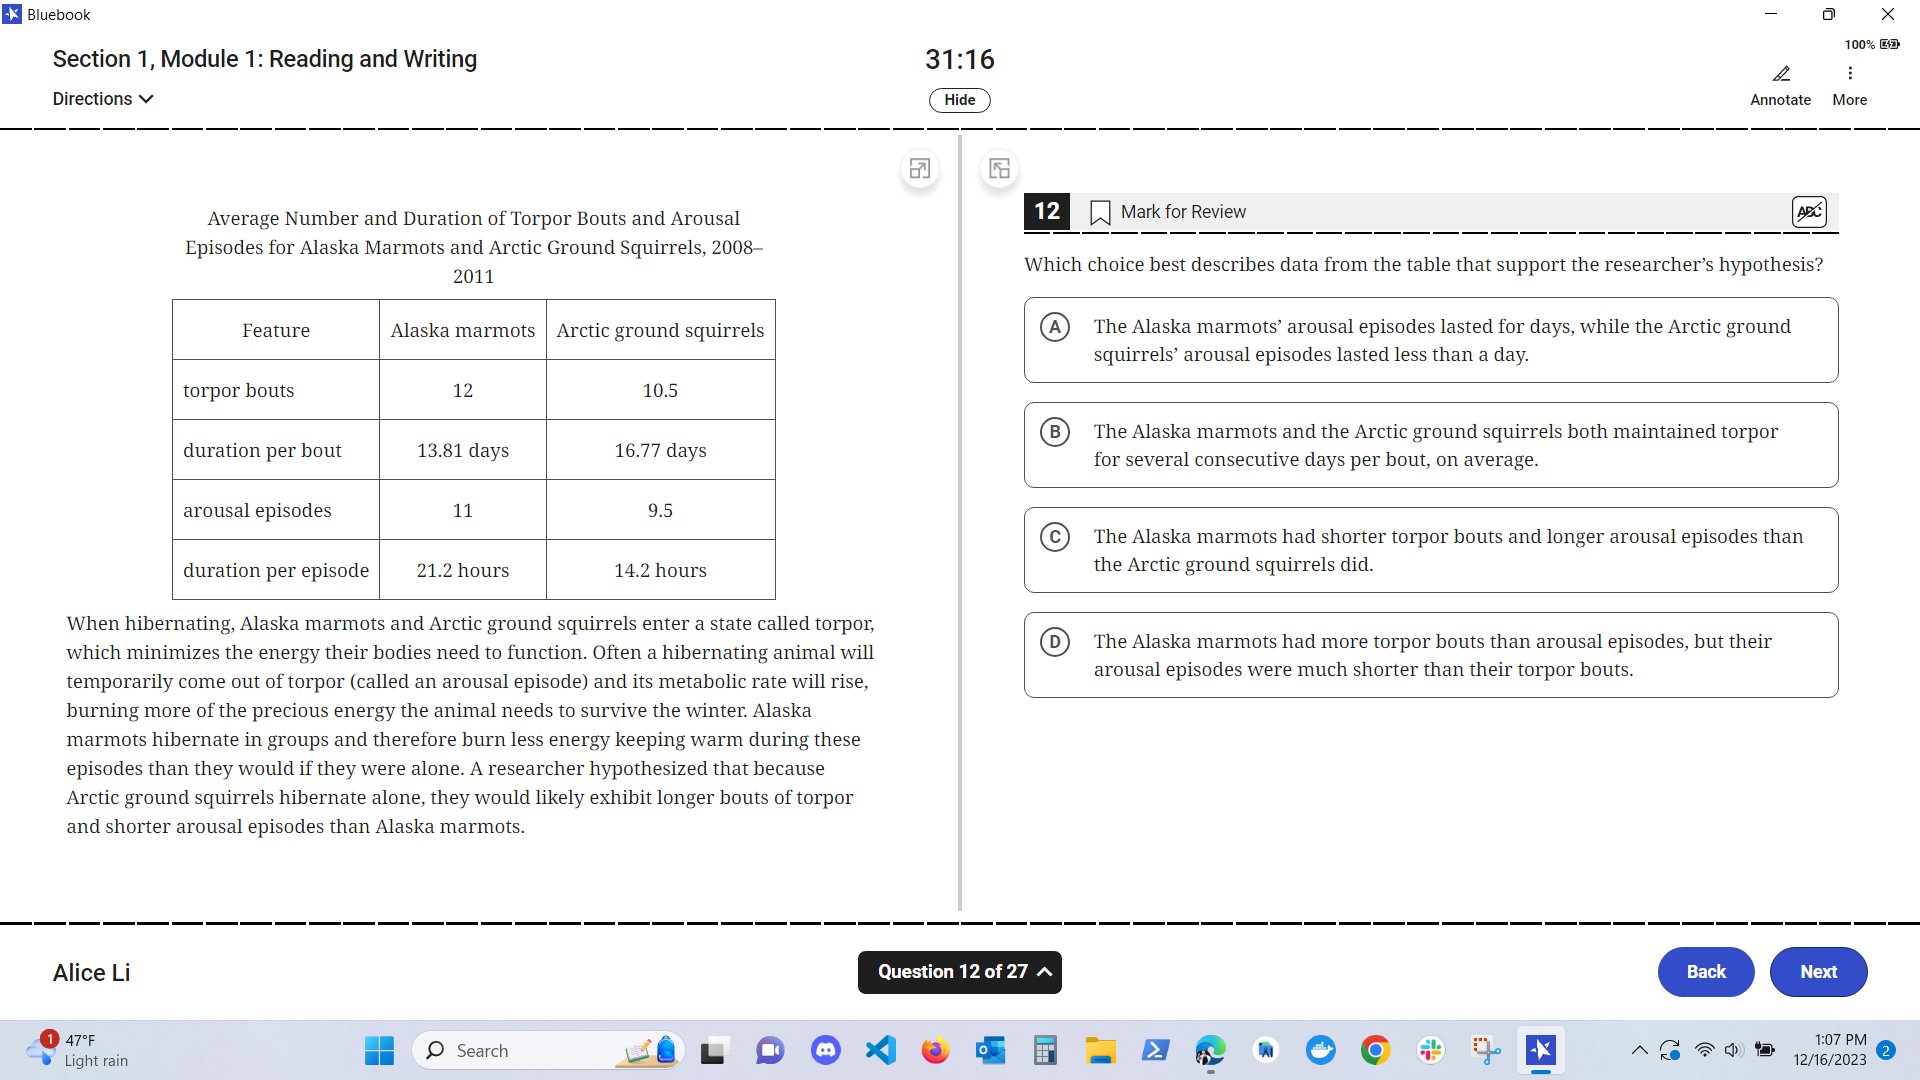 Bluebook
100%
Section 1, Module 1: Reading and Writing
31:16
Directions
Hide
Annotate
More
Average Number and Duration of Torpor Bouts and Arousal
Episodes for Alaska Marmots and Arctic Ground Squirrels, 2008–
2011
Feature Alaska marmots Arctic ground squirrels
torpor bouts 12 10.5
duration per bout 13.81 days 16.77 days
arousal episodes 11 9.5
duration per episode 21.2 hours 14.2 hours
When hibernating, Alaska marmots and Arctic ground squirrels enter a state called torpor,
which minimizes the energy their bodies need to function. Often a hibernating animal will
temporarily come out of torpor (called an arousal episode) and its metabolic rate will rise,
burning more of the precious energy the animal needs to survive the winter. Alaska
marmots hibernate in groups and therefore burn less energy keeping warm during these
episodes than they would if they were alone. A researcher hypothesized that because
Arctic ground squirrels hibernate alone, they would likely exhibit longer bouts of torpor
and shorter arousal episodes than Alaska marmots.
12 Mark for Review ABC
Which choice best describes data from the table that support the researcher's hypothesis?
A The Alaska marmots' arousal episodes lasted for days, while the Arctic ground
squirrels' arousal episodes lasted less than a day.
B The Alaska marmots and the Arctic ground squirrels both maintained torpor
for several consecutive days per bout, on average.
C The Alaska marmots had shorter torpor bouts and longer arousal episodes than
the Arctic ground squirrels did.
D The Alaska marmots had more torpor bouts than arousal episodes, but their
arousal episodes were much shorter than their torpor bouts.
Alice Li
Question 12 of 27
Back
Next
1
47°F
Light rain
Search
1:07 PM
12/16/2023
2